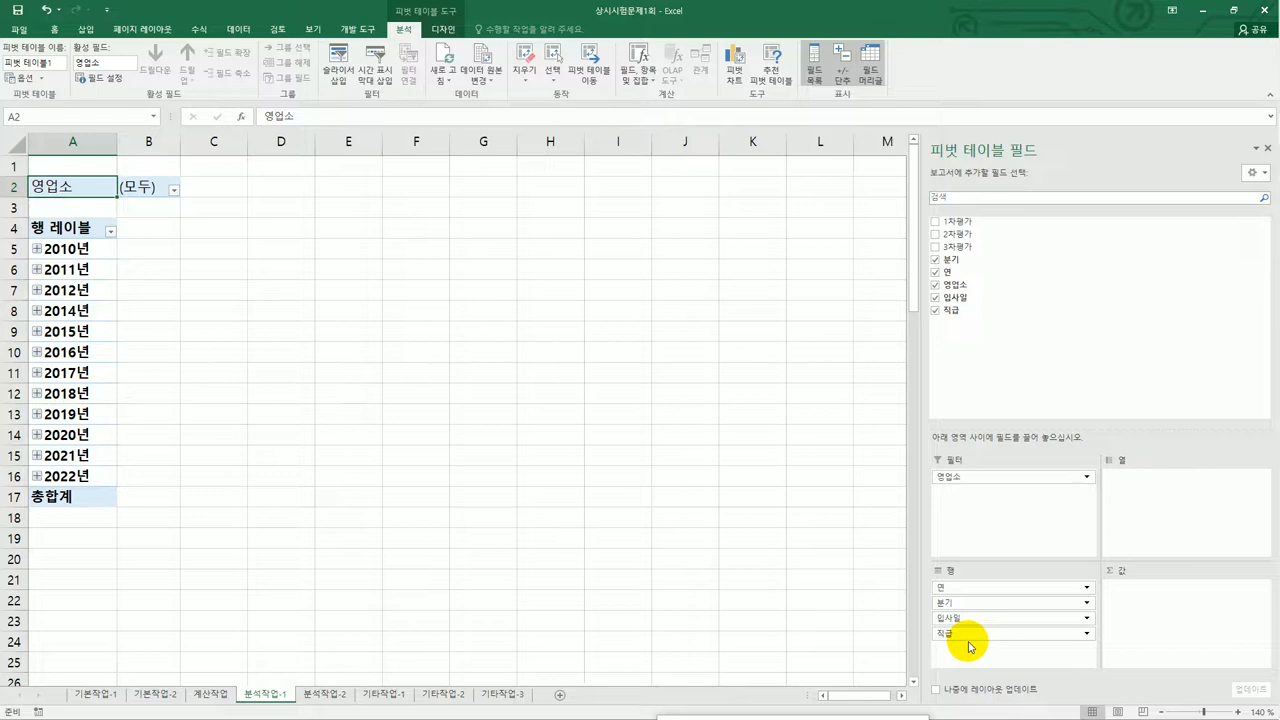 피벗 테이블 도구
상시시험문제1회 - Excel
파일 홈 삽입 페이지 레이아웃 수식 데이터 검토 보기 개발 도구 분석 디자인 수행할 작업을 알려 주세요.
공유
피벗 테이블 이름:
피벗 테이블1
옵션
피벗 테이블
활성 필드:
영업소
필드 설정
드릴다운
드릴업
필드 확장
필드 축소
활성 필드
그룹 선택
그룹 해제
그룹 필드
그룹
슬라이서 삽입
시간 표시 막대 삽입
필터 연결
필터
새로 고침
데이터 원본 변경
데이터
지우기
선택
피벗 테이블 이동
동작
필드, 항목 및 집합
OLAP 도구
관계
계산
피벗 차트
추천 피벗 테이블
도구
필드 목록
+/- 단추
필드 머리글
표시
A2
fx
영업소
A B C D E F G H I J K L M
1
2 영업소 (모두)
3
4 행 레이블
5 2010년
6 2011년
7 2012년
8 2014년
9 2015년
10 2016년
11 2017년
12 2018년
13 2019년
14 2020년
15 2021년
16 2022년
17 총합계
18
19
20
21
22
23
24
25
26
피벗 테이블 필드
보고서에 추가할 필드 선택:
검색
1차평가
2차평가
3차평가
분기
연
영업소
입사일
직급
아래 영역 사이에 필드를 끌어 놓으십시오.
필터
영업소
열
행
연
분기
입사일
직급
Σ 값
나중에 레이아웃 업데이트
업데이트
기본작업-1 기본작업-2 계산작업 분석작업-1 분석작업-2 기타작업-1 기타작업-2 기타작업-3
준비
140 %